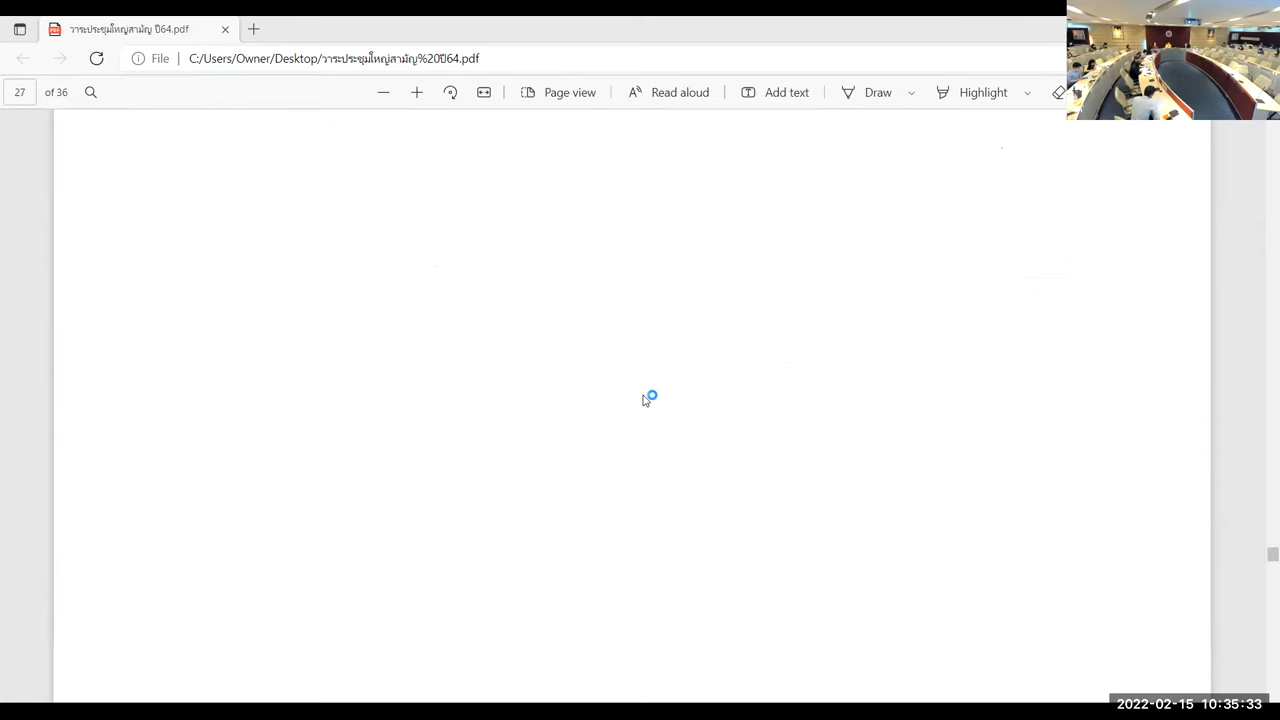 วาระประชุมใหญ่สามัญ ปี64.pdf
File C:/Users/Owner/Desktop/วาระประชุมใหญ่สามัญ%20ปี64.pdf
27 of 36 Page view Read aloud Add text Draw Highlight
2022-02-15 10:35:33